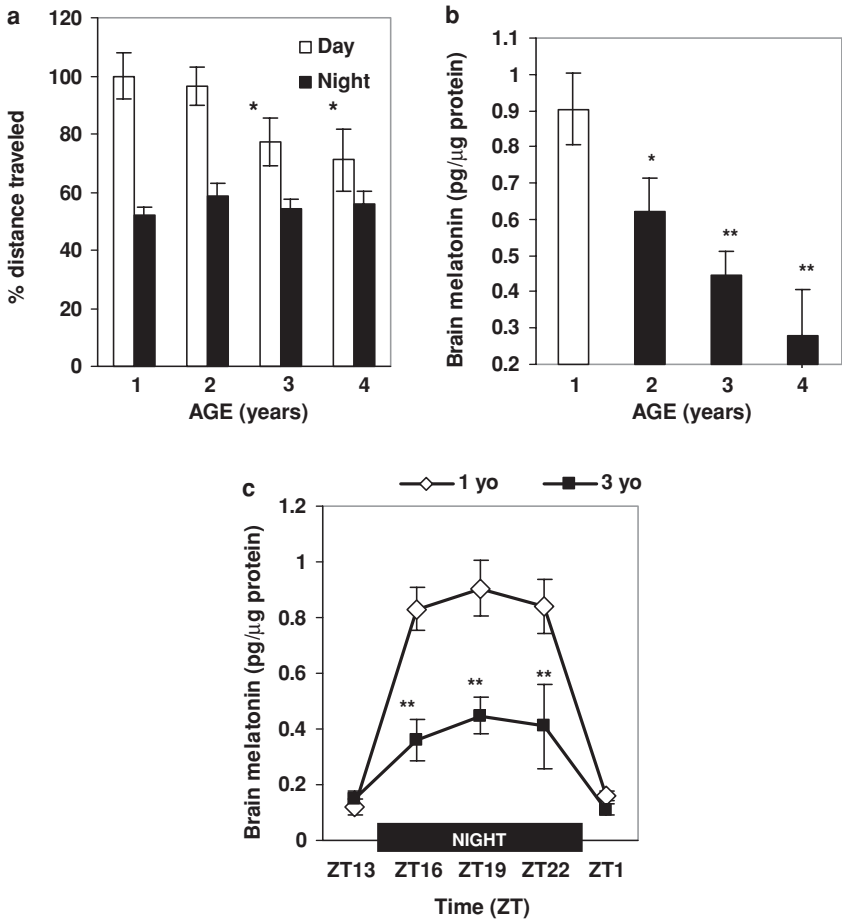 a
120
100
80
60
40
20
0
% distance traveled
Day
Night
* *
1 2 3 4
AGE (years)
b
1.1
1
0.9
0.8
0.7
0.6
0.5
0.4
0.3
0.2
Brain melatonin (pg/μg protein)
*
**
**
1 2 3 4
AGE (years)
c
1 yo 3 yo
1.2
1
0.8
0.6
0.4
0.2
0
Brain melatonin (pg/μg protein)
** ** **
NIGHT
ZT13 ZT16 ZT19 ZT22 ZT1
Time (ZT)